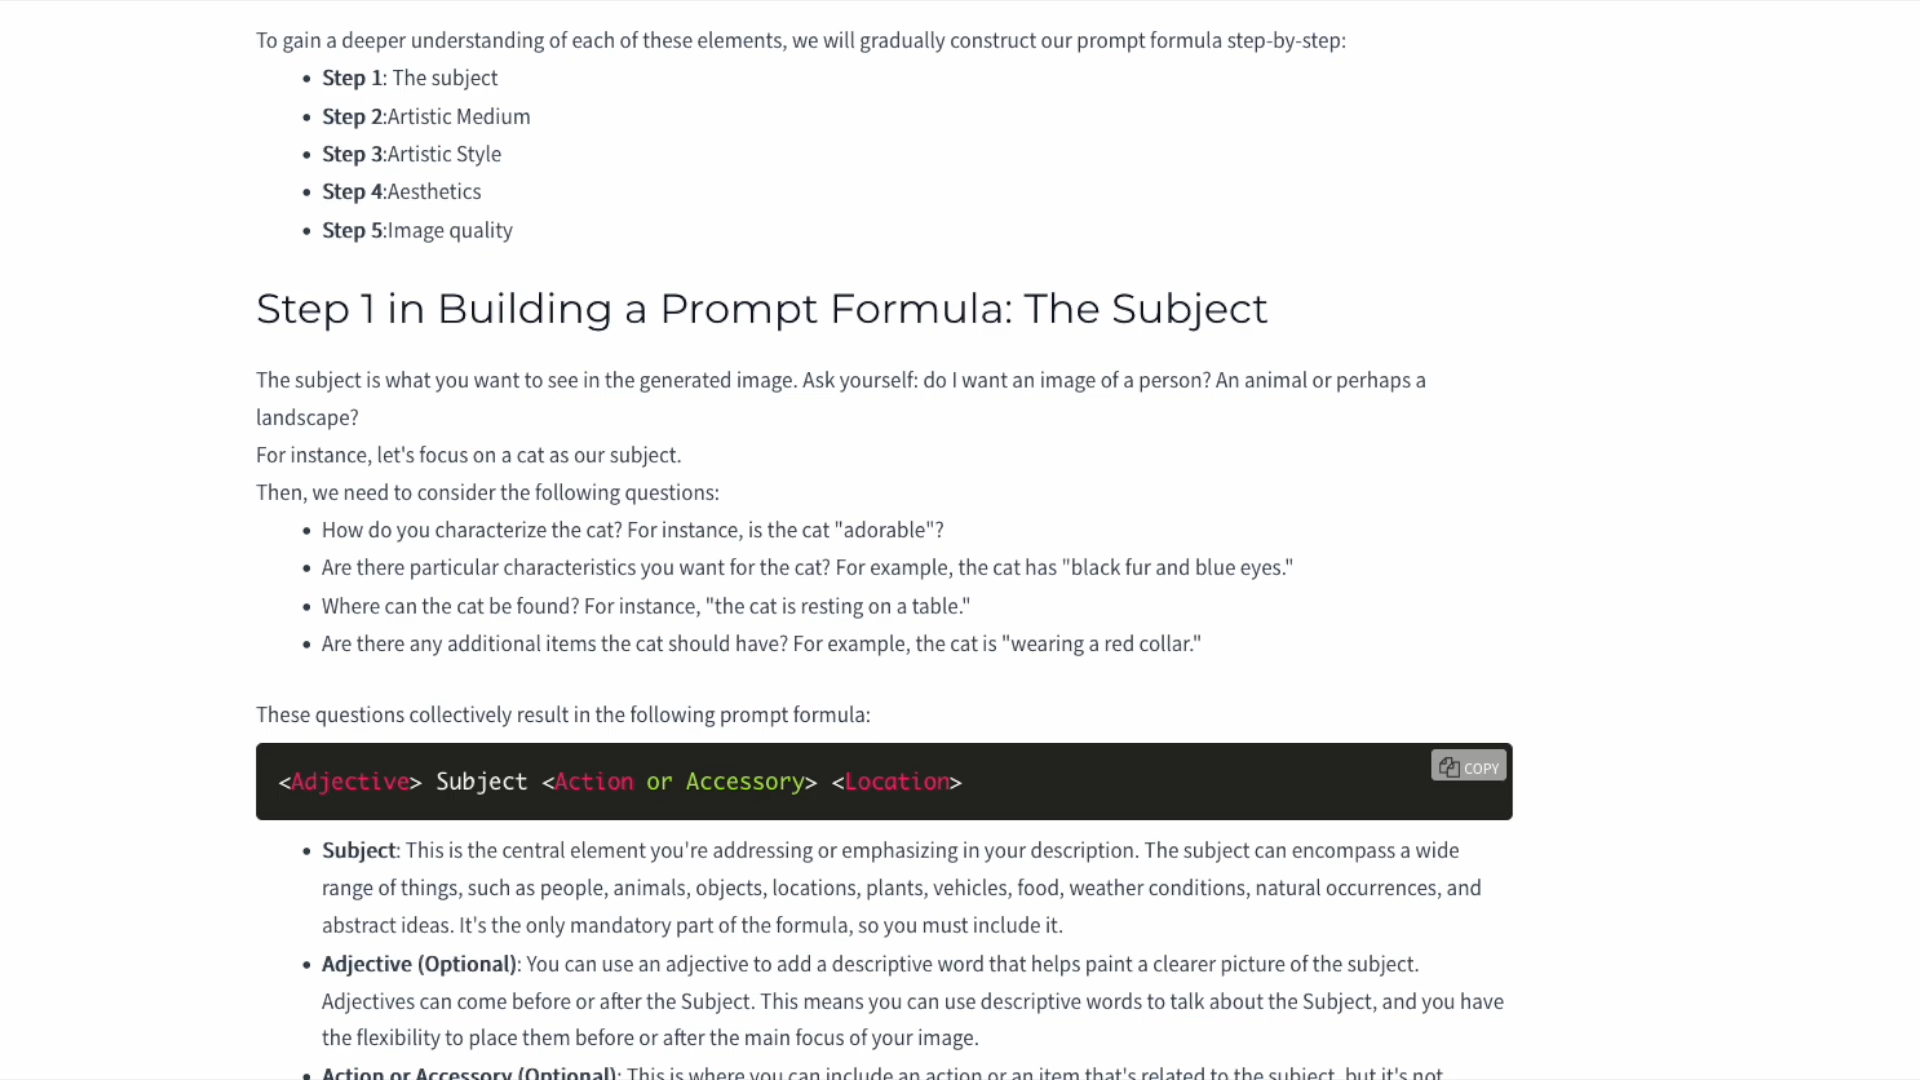 To gain a deeper understanding of each of these elements, we will gradually construct our prompt formula step-by-step:
• Step 1: The subject
• Step 2:Artistic Medium
• Step 3:Artistic Style
• Step 4:Aesthetics
• Step 5:Image quality
Step 1 in Building a Prompt Formula: The Subject
The subject is what you want to see in the generated image. Ask yourself: do I want an image of a person? An animal or perhaps a
landscape?
For instance, let's focus on a cat as our subject.
Then, we need to consider the following questions:
• How do you characterize the cat? For instance, is the cat "adorable"?
• Are there particular characteristics you want for the cat? For example, the cat has "black fur and blue eyes."
• Where can the cat be found? For instance, "the cat is resting on a table."
• Are there any additional items the cat should have? For example, the cat is "wearing a red collar."
These questions collectively result in the following prompt formula:
COPY
<Adjective> Subject <Action or Accessory> <Location>
• Subject: This is the central element you're addressing or emphasizing in your description. The subject can encompass a wide
range of things, such as people, animals, objects, locations, plants, vehicles, food, weather conditions, natural occurrences, and
abstract ideas. It's the only mandatory part of the formula, so you must include it.
• Adjective (Optional): You can use an adjective to add a descriptive word that helps paint a clearer picture of the subject.
Adjectives can come before or after the Subject. This means you can use descriptive words to talk about the Subject, and you have
the flexibility to place them before or after the main focus of your image.
• Action or Accessory (Optional): This is where you can include an action or an item that's related to the subject, but it's not